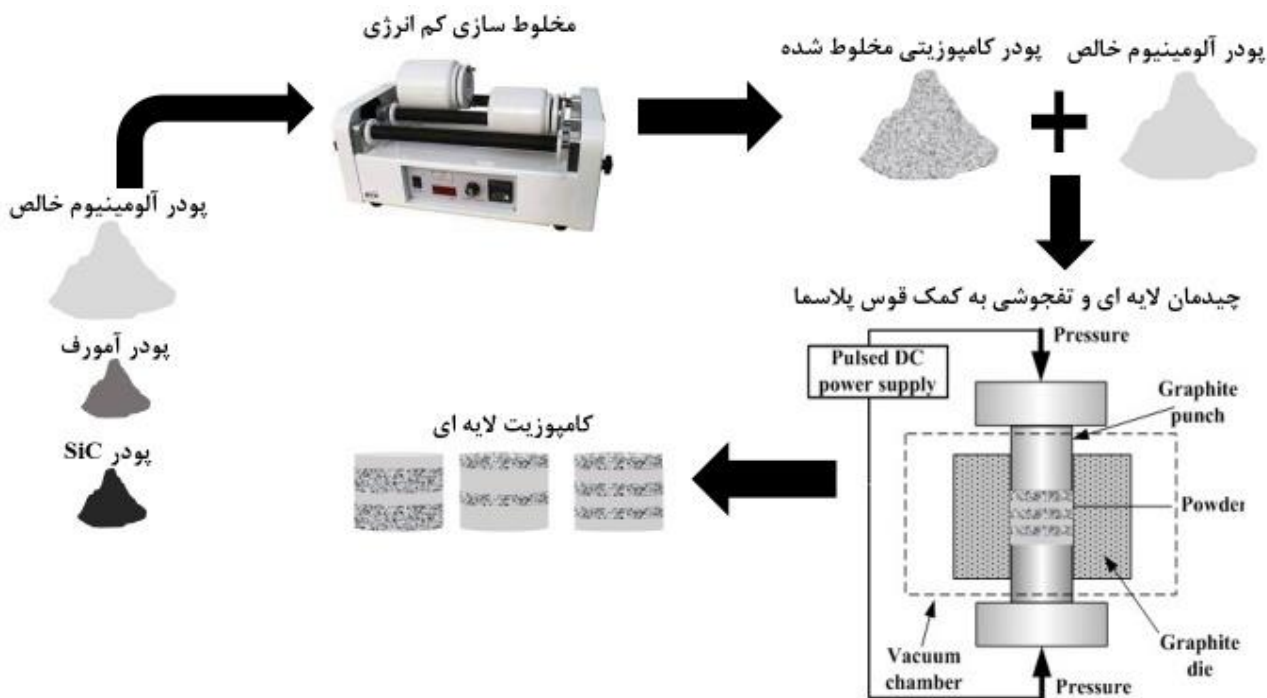 مخلوط سازی کم انرژی
پودر کامپوزیتی مخلوط شده
پودر آلومینیوم خالص
پودر آلومینیوم خالص
پودر آمورف
پودر SiC
چیدمان لایه ای و تفجوشی به کمک قوس پلاسما
Pressure
Pulsed DC
power supply
Graphite
punch
Powder
Graphite
die
Vacuum
chamber
Pressure
کامپوزیت لایه ای